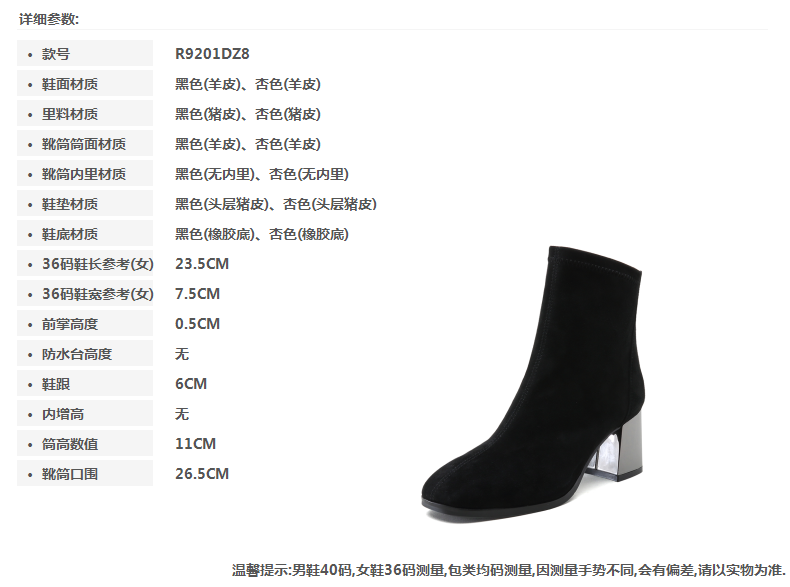 详细参数:
• 款号 R9201DZ8
• 鞋面材质 黑色(羊皮)、杏色(羊皮)
• 里料材质 黑色(猪皮)、杏色(猪皮)
• 靴筒筒面材质 黑色(羊皮)、杏色(羊皮)
• 靴筒内里材质 黑色(无内里)、杏色(无内里)
• 鞋垫材质 黑色(头层猪皮)、杏色(头层猪皮)
• 鞋底材质 黑色(橡胶底)、杏色(橡胶底)
• 36码鞋长参考(女) 23.5CM
• 36码鞋宽参考(女) 7.5CM
• 前掌高度 0.5CM
• 防水台高度 无
• 鞋跟 6CM
• 内增高 无
• 筒高数值 11CM
• 靴筒口围 26.5CM
温馨提示:男鞋40码,女鞋36码测量,包类均码测量,因测量手势不同,会有偏差,请以实物为准.